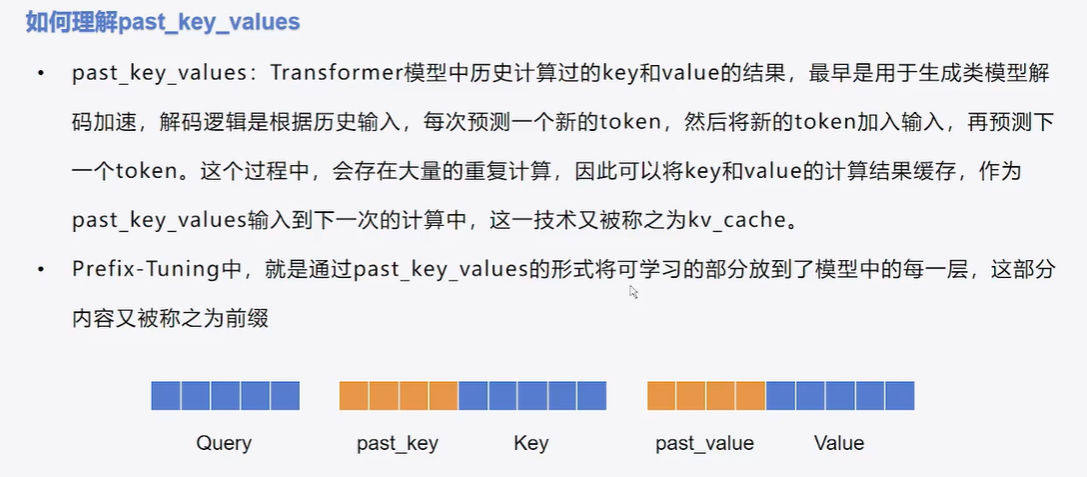 如何理解past_key_values
• past_key_values：Transformer模型中历史计算过的key和value的结果，最早是用于生成类模型解
码加速，解码逻辑是根据历史输入，每次预测一个新的token，然后将新的token加入输入，再预测下
一个token。这个过程中，会存在大量的重复计算，因此可以将key和value的计算结果缓存，作为
past_key_values输入到下一次的计算中，这一技术又被称之为kv_cache。
• Prefix-Tuning中，就是通过past_key_values的形式将可学习的部分放到了模型中的每一层，这部分
内容又被称之为前缀
Query past_key Key past_value Value